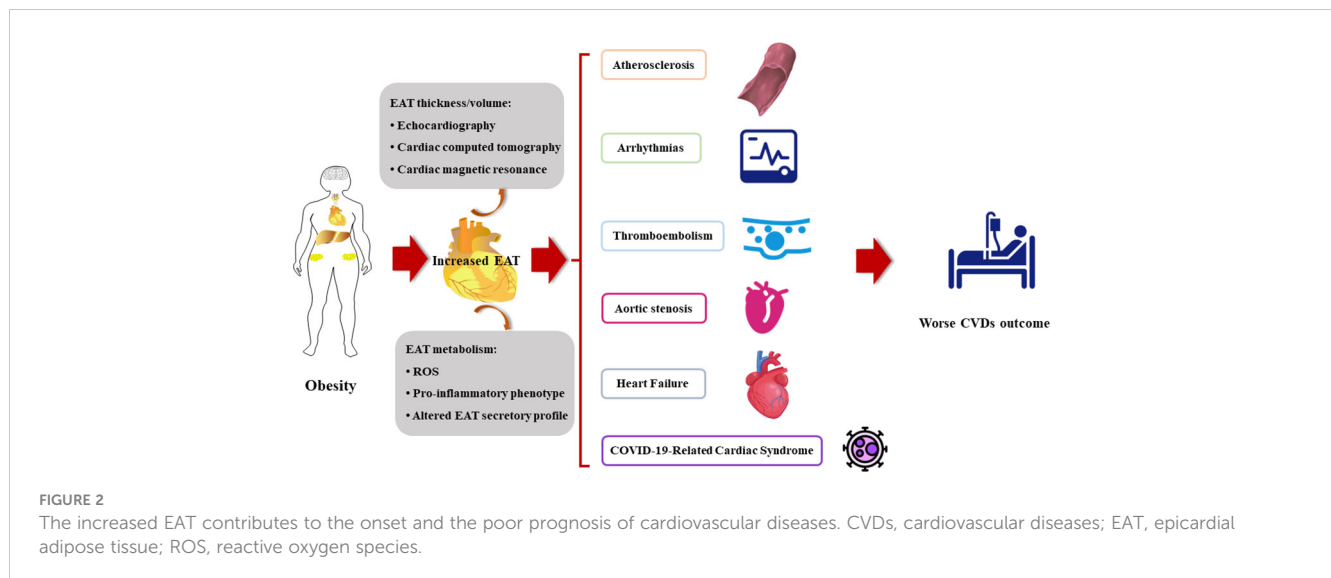 EAT thickness/volume:
• Echocardiography
• Cardiac computed tomography
• Cardiac magnetic resonance
Obesity
Increased EAT
EAT metabolism:
• ROS
• Pro-inflammatory phenotype
• Altered EAT secretory profile
Atherosclerosis
Arrhythmias
Thromboembolism
Aortic stenosis
Heart Failure
COVID-19-Related Cardiac Syndrome
Worse CVDs outcome
FIGURE 2
The increased EAT contributes to the onset and the poor prognosis of cardiovascular diseases. CVDs, cardiovascular diseases; EAT, epicardial
adipose tissue; ROS, reactive oxygen species.